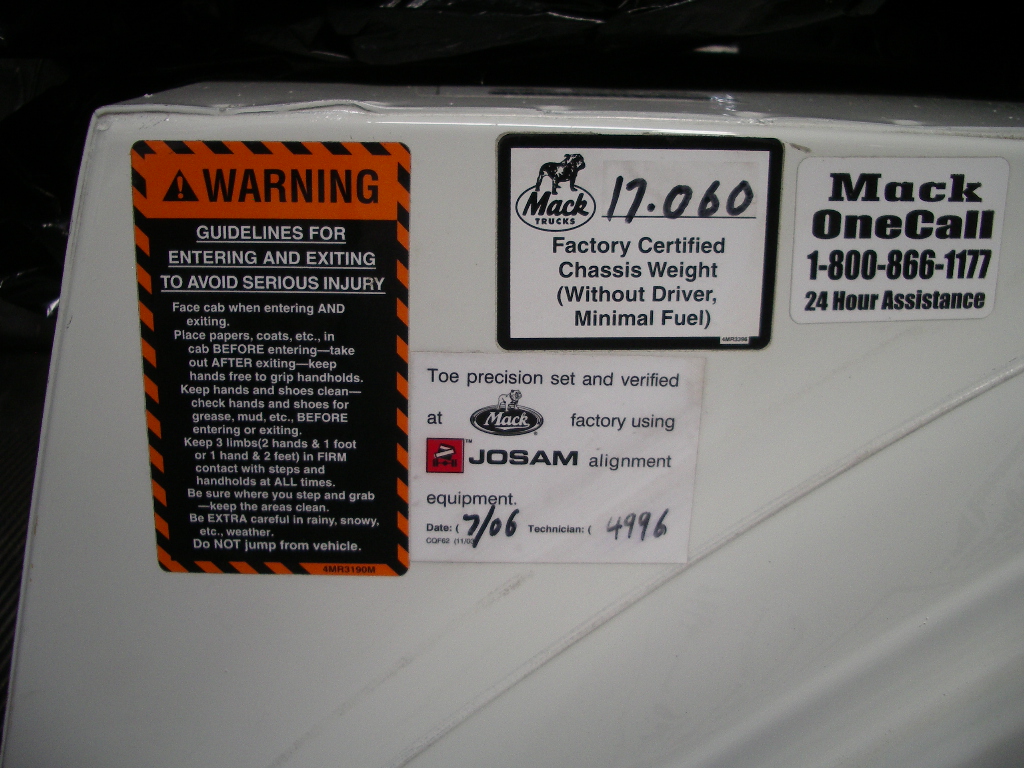 WARNING
GUIDELINES FOR
ENTERING AND EXITING
TO AVOID SERIOUS INJURY
Face cab when entering AND
exiting.
Place papers, coats, etc., in
cab BEFORE entering—take
out AFTER exiting—keep
hands free to grip handholds.
Keep hands and shoes clean—
check hands and shoes for
grease, mud, etc., BEFORE
entering or exiting.
Keep 3 limbs(2 hands & 1 foot
or 1 hand & 2 feet) in FIRM
contact with steps and
handholds at ALL times.
Be sure where you step and grab
—keep the areas clean.
Be EXTRA careful in rainy, snowy,
etc., weather.
Do NOT jump from vehicle.
4MR3190M
Mack
TRUCKS
17.060
Factory Certified
Chassis Weight
(Without Driver,
Minimal Fuel)
Mack
OneCall
1-800-866-1177
24 Hour Assistance
Toe precision set and verified
at Mack® factory using
™ JOSAM alignment
equipment.
Date: ( 7/06 Technician: ( 4996
CQF62